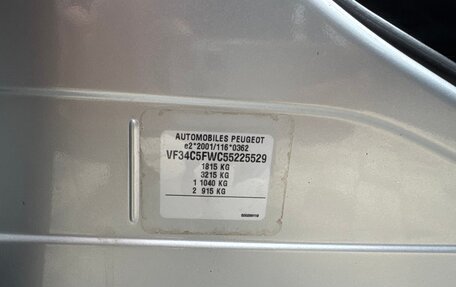 AUTOMOBILES PEUGEOT
e2*2001/116*0362
VF34C5FWC55225529
1815 KG
3215 KG
1 1040 KG
2 915 KG